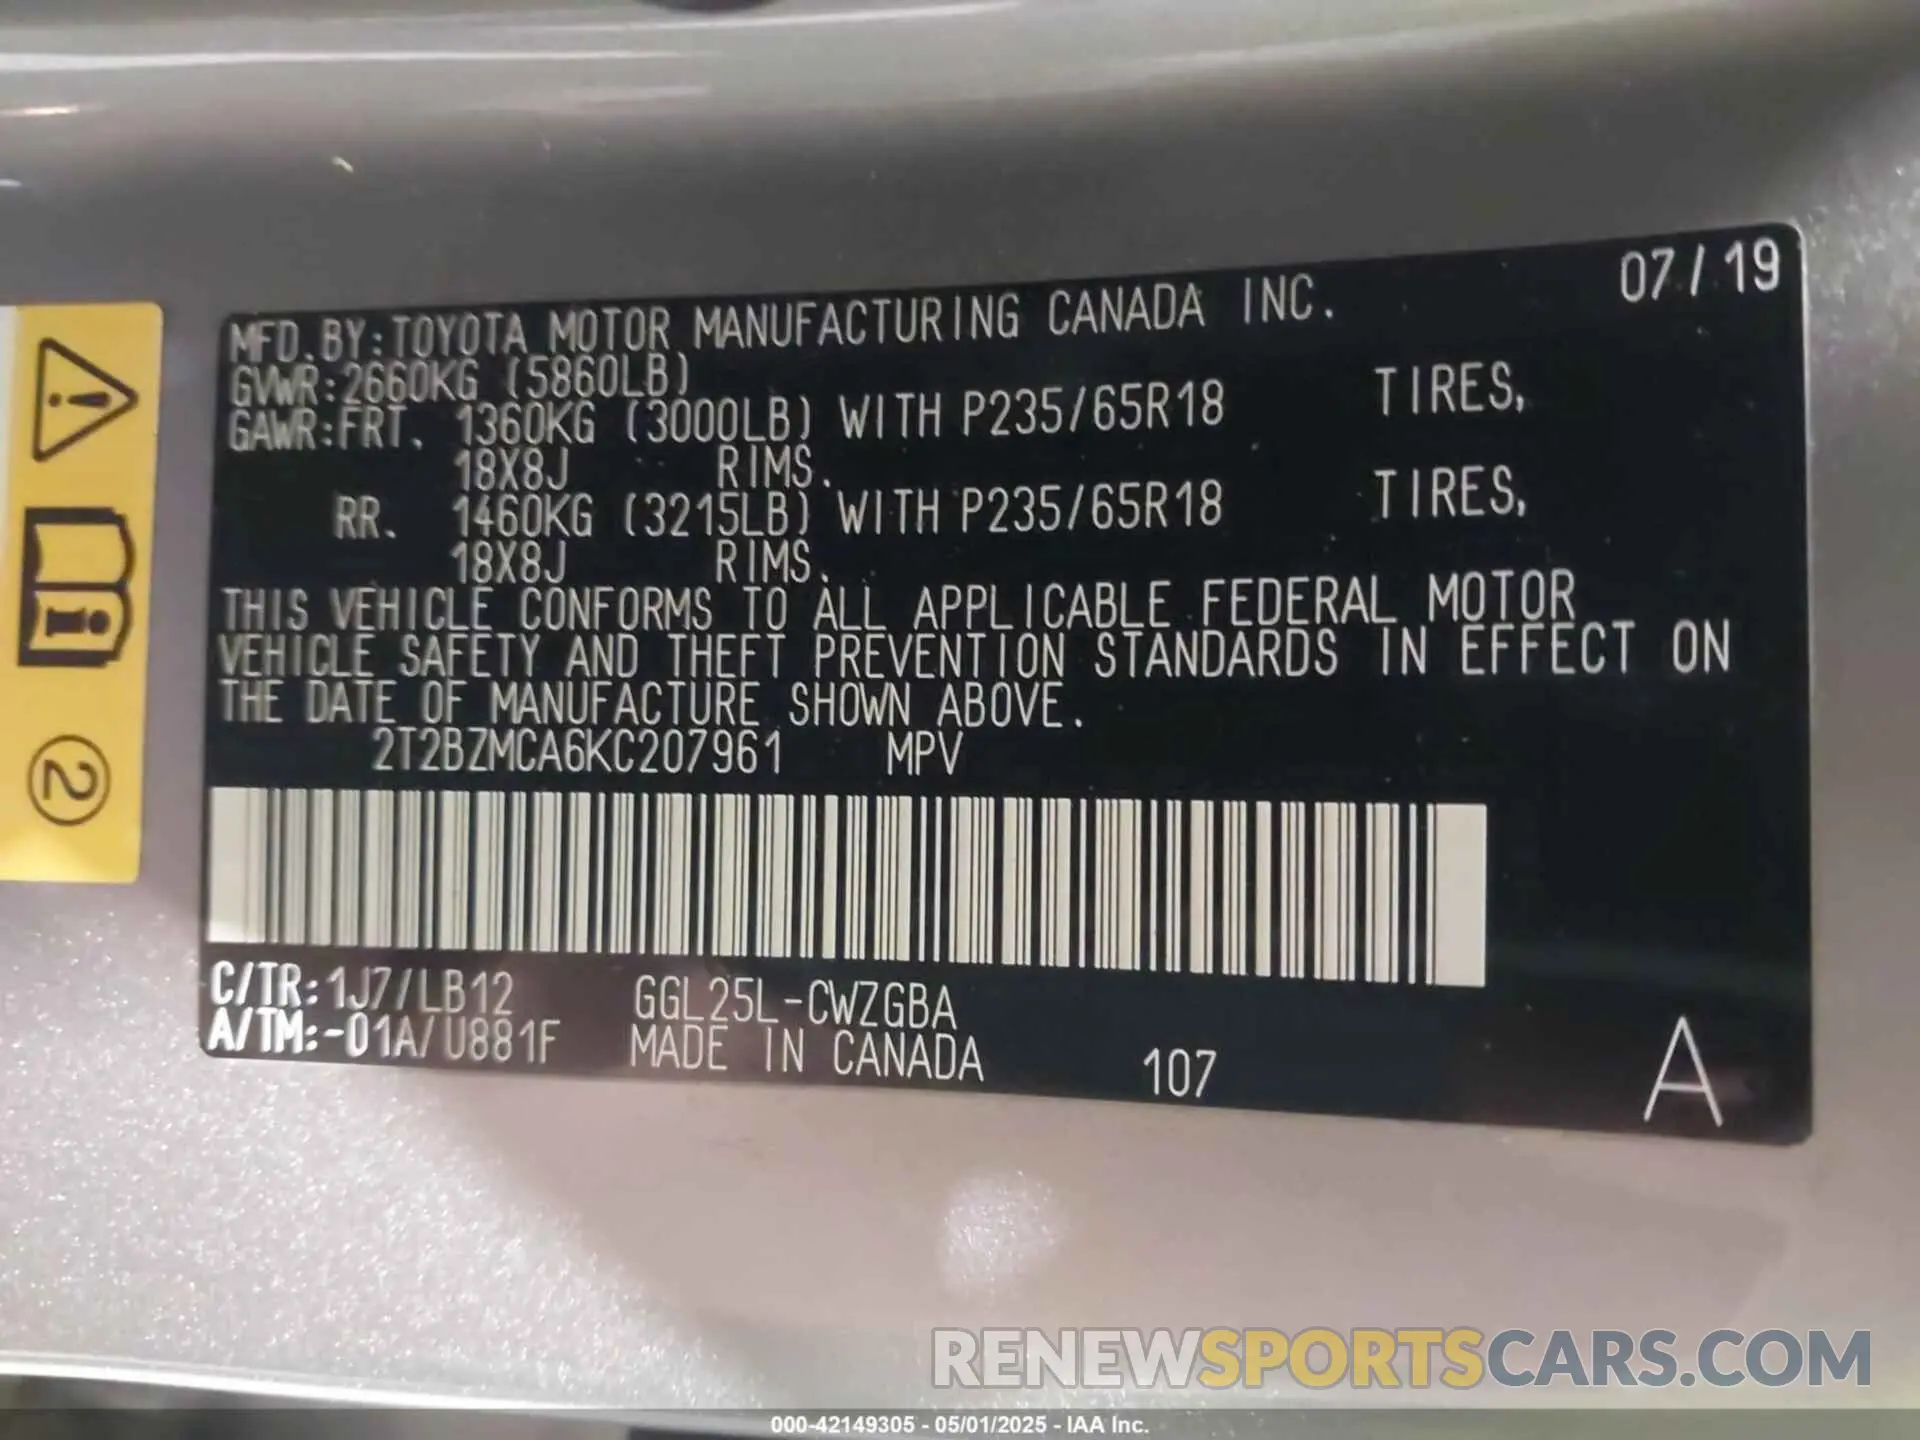 07/19
MFD.BY:TOYOTA MOTOR MANUFACTURING CANADA INC.
GVWR:2660KG (5860LB)
GAWR:FRT. 1360KG (3000LB) WITH P235/65R18 TIRES,
18X8J RIMS.
RR. 1460KG (3215LB) WITH P235/65R18 TIRES,
18X8J RIMS.
THIS VEHICLE CONFORMS TO ALL APPLICABLE FEDERAL MOTOR
VEHICLE SAFETY AND THEFT PREVENTION STANDARDS IN EFFECT ON
THE DATE OF MANUFACTURE SHOWN ABOVE.
2T2BZMCA6KC207961 MPV
C/TR:1J7/LB12 GGL25L-CWZGBA
A/TM:-01A/U881F MADE IN CANADA 107 A
2
RENEWSPORTSCARS.COM
000-42149305 - 05/01/2025 - IAA Inc.